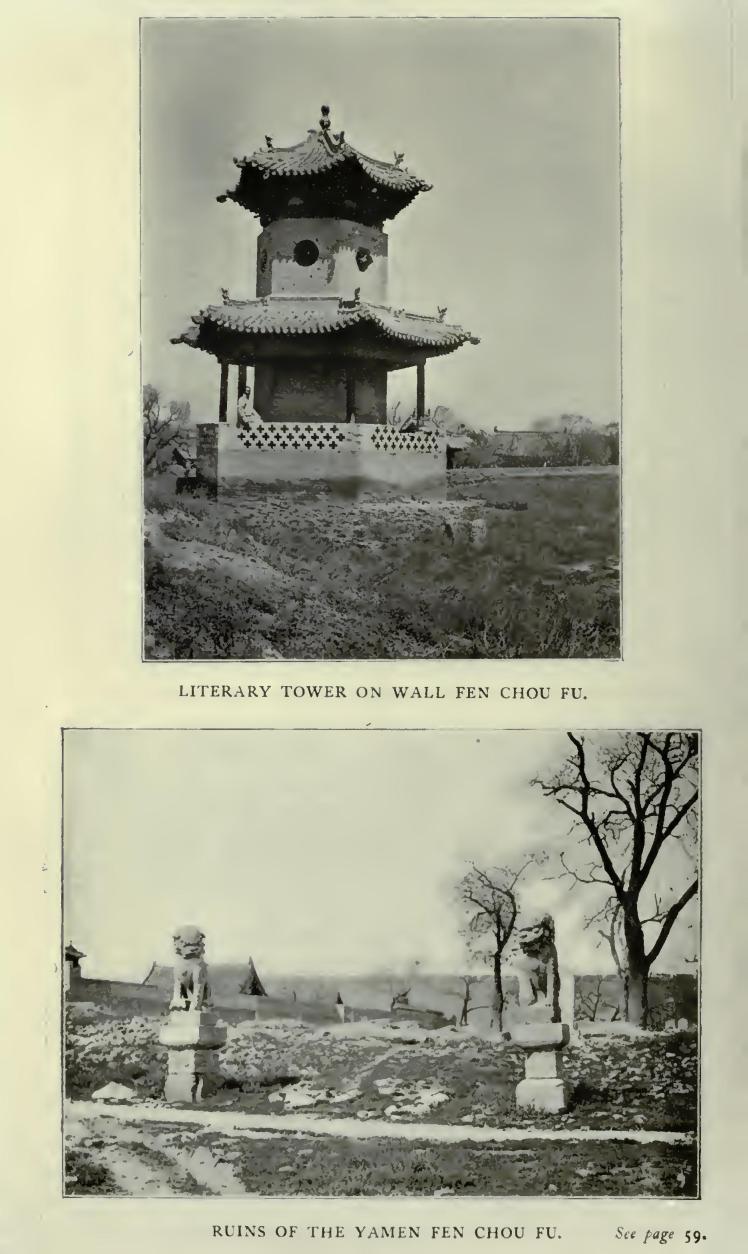 LITERARY TOWER ON WALL FEN CHOU FU.
RUINS OF THE YAMEN FEN CHOU FU. See page 59.